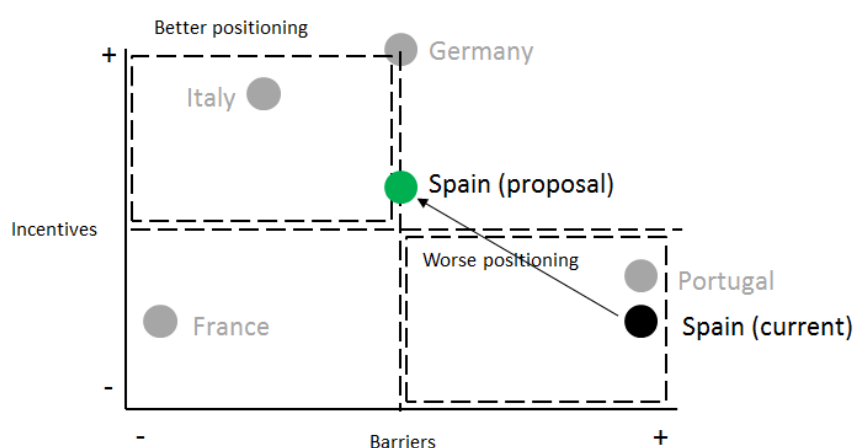 Better positioning
+
Germany
Italy
Spain (proposal)
Incentives
Worse positioning
Portugal
France
Spain (current)
-
-
Barriers
+